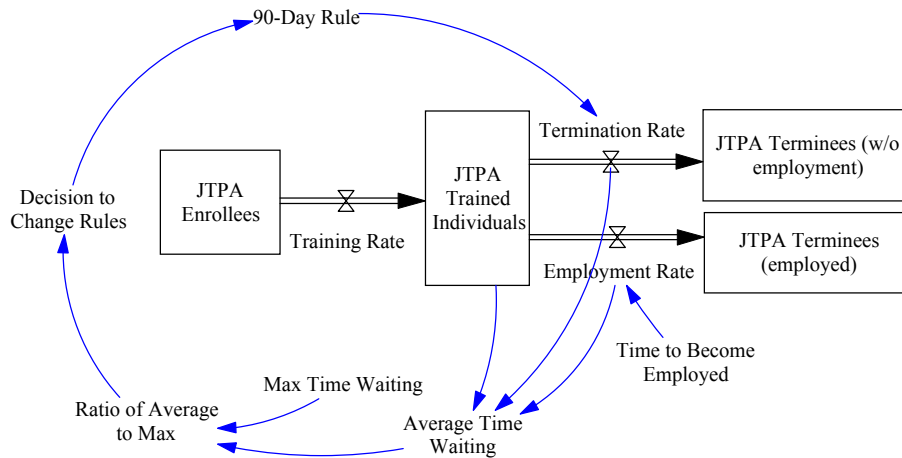 90-Day Rule
Termination Rate
JTPA Terminees (w/o
employment)
JTPA
Enrollees
JTPA
Trained
Individuals
Decision to
Change Rules
Training Rate
JTPA Terminees
(employed)
Employment Rate
Time to Become
Employed
Max Time Waiting
Ratio of Average
to Max
Average Time
Waiting